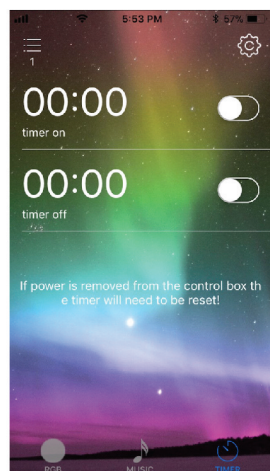 5:53 PM 57%
1
00:00
timer on
00:00
timer off
If power is removed from the control box th
e timer will need to be reset!
RGB MUSIC TIMER